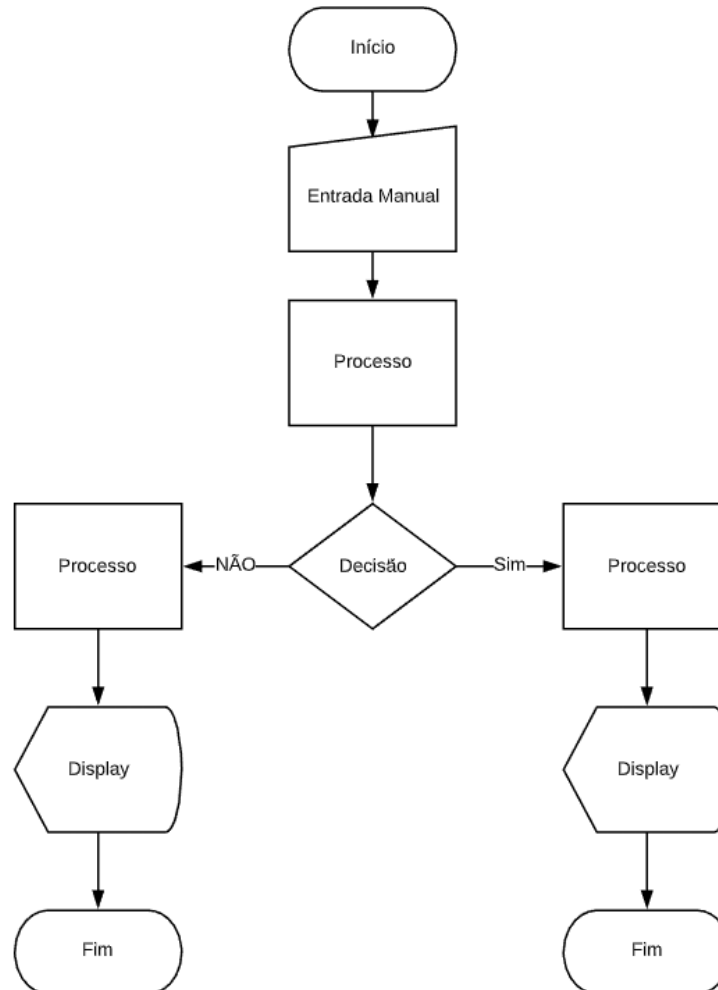 Início
Entrada Manual
Processo
Processo
NÃO
Decisão
Sim
Processo
Display
Display
Fim
Fim